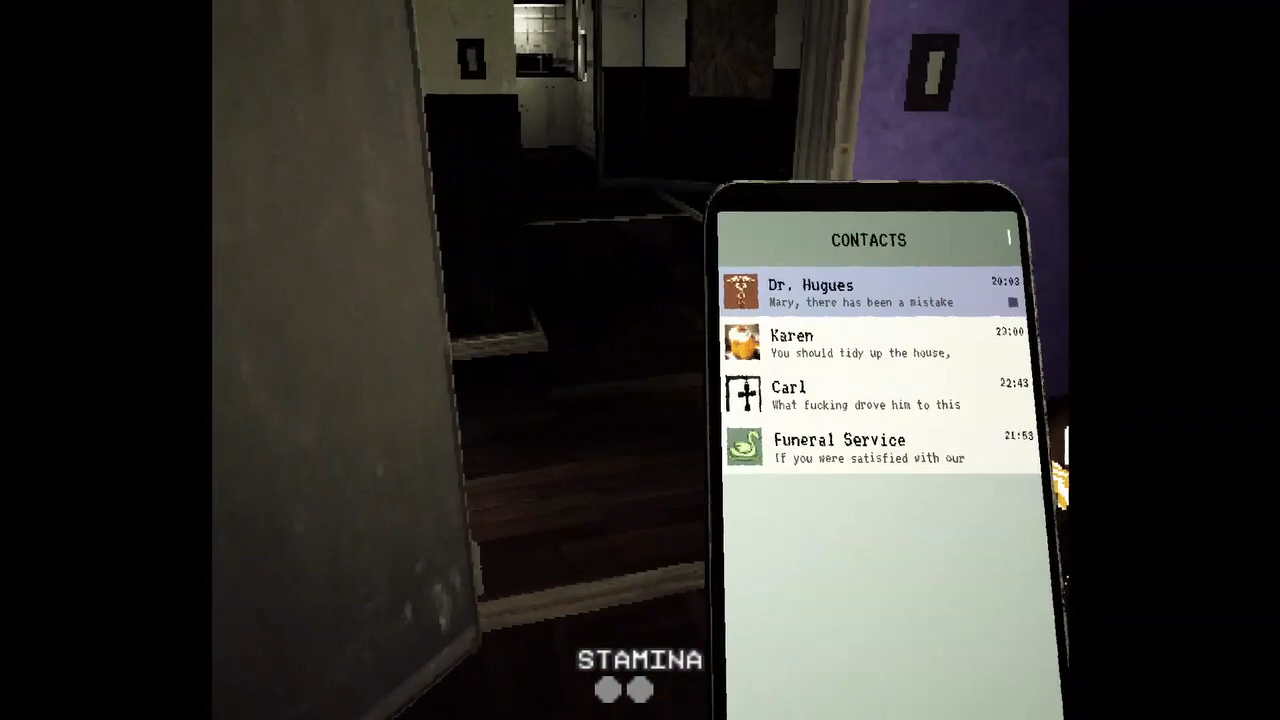 CONTACTS
Dr. Hugues 20:03
Mary, there has been a mistake
Karen 23:00
You should tidy up the house,
Carl 22:43
What fucking drove him to this
Funeral Service 21:53
If you were satisfied with our
STAMINA